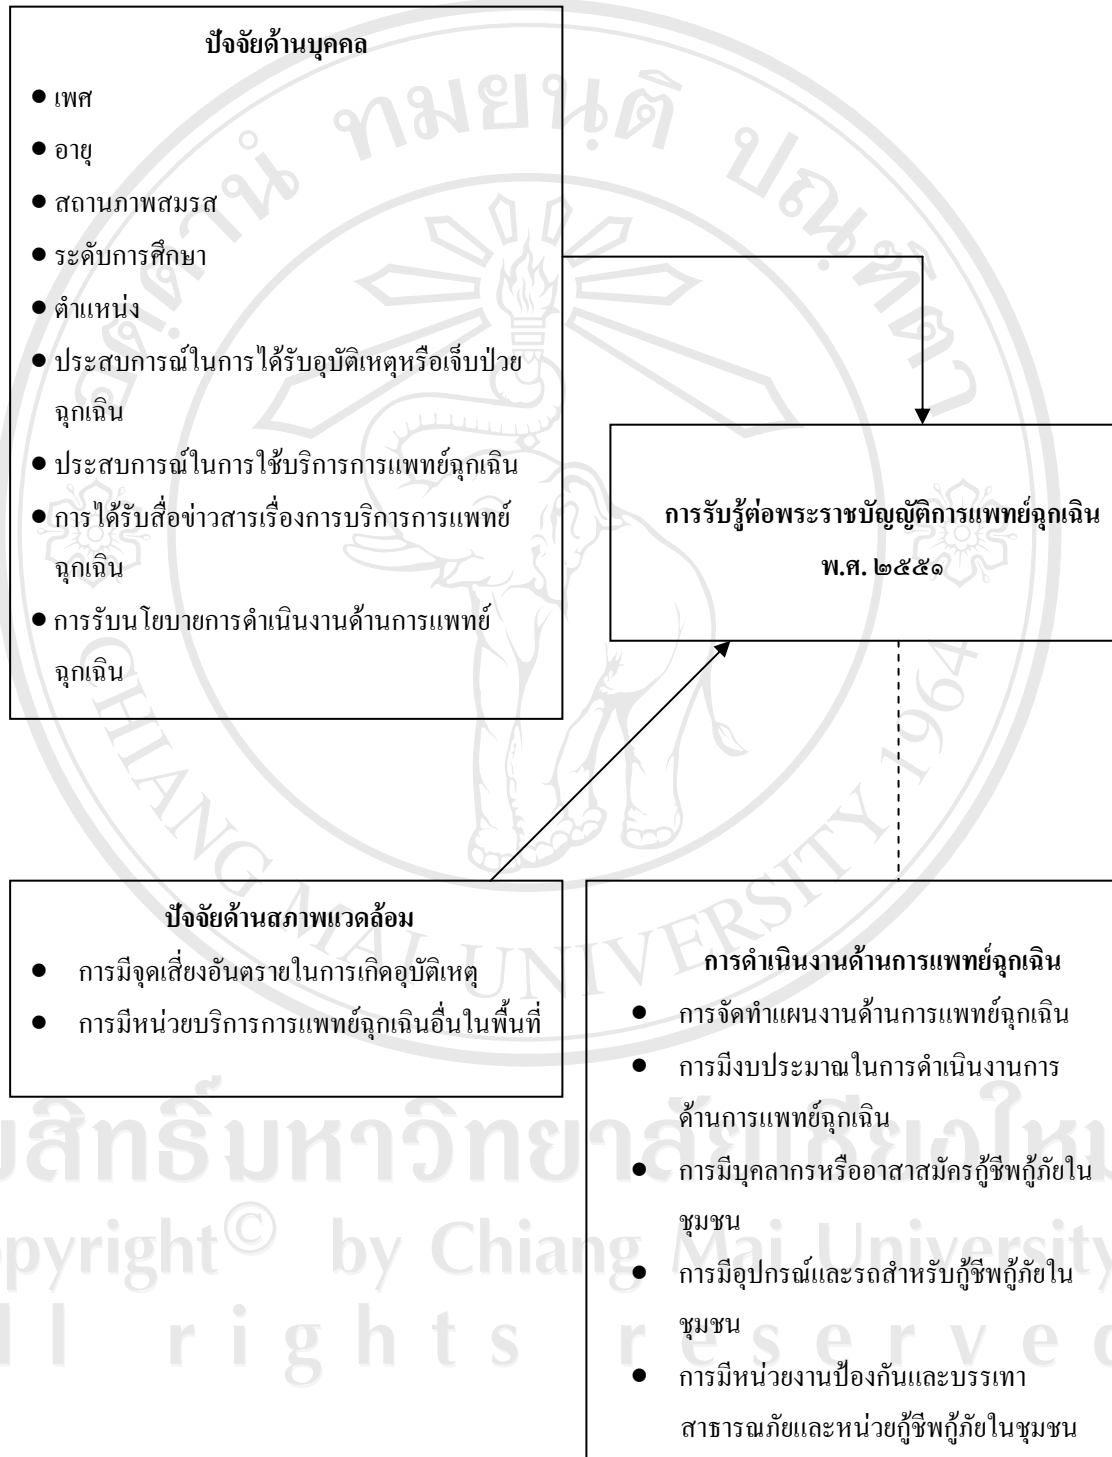 ปัจจัยด้านบุคคล
● เพศ
● อายุ
● สถานภาพสมรส
● ระดับการศึกษา
● ตำแหน่ง
● ประสบการณ์ในการได้รับอุบัติเหตุหรือเจ็บป่วย
ฉุกเฉิน
● ประสบการณ์ในการใช้บริการการแพทย์ฉุกเฉิน
● การได้รับสื่อข่าวสารเรื่องการบริการการแพทย์
ฉุกเฉิน
● การรับนโยบายการดำเนินงานด้านการแพทย์
ฉุกเฉิน
การรับรู้ต่อพระราชบัญญัติการแพทย์ฉุกเฉิน
พ.ศ. ๒๕๕๑
ปัจจัยด้านสภาพแวดล้อม
● การมีจุดเสี่ยงอันตรายในการเกิดอุบัติเหตุ
● การมีหน่วยบริการการแพทย์ฉุกเฉินอื่นในพื้นที่
การดำเนินงานด้านการแพทย์ฉุกเฉิน
● การจัดทำแผนงานด้านการแพทย์ฉุกเฉิน
● การมีงบประมาณในการดำเนินงานการ
ด้านการแพทย์ฉุกเฉิน
● การมีบุคลากรหรืออาสาสมัครกู้ชีพกู้ภัยใน
ชุมชน
● การมีอุปกรณ์และรถสำหรับกู้ชีพกู้ภัยใน
ชุมชน
● การมีหน่วยงานป้องกันและบรรเทา
สาธารณภัยและหน่วยกู้ชีพกู้ภัยในชุมชน
CHIANG MAI UNIVERSITY 1964
สิทธิ์มหาวิทยาลัยเชียงใหม
pyright© by Chiang Mai University
ll rights reserved